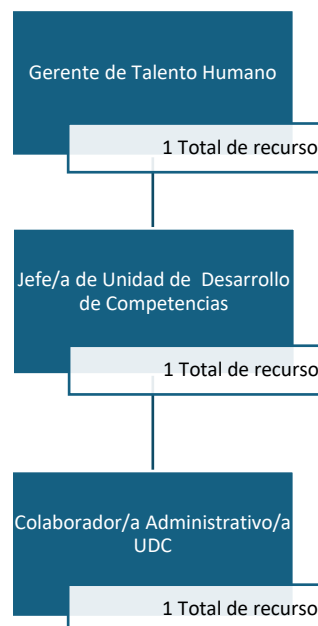 Gerente de Talento Humano
1 Total de recurso
Jefe/a de Unidad de Desarrollo
de Competencias
1 Total de recurso
Colaborador/a Administrativo/a
UDC
1 Total de recurso